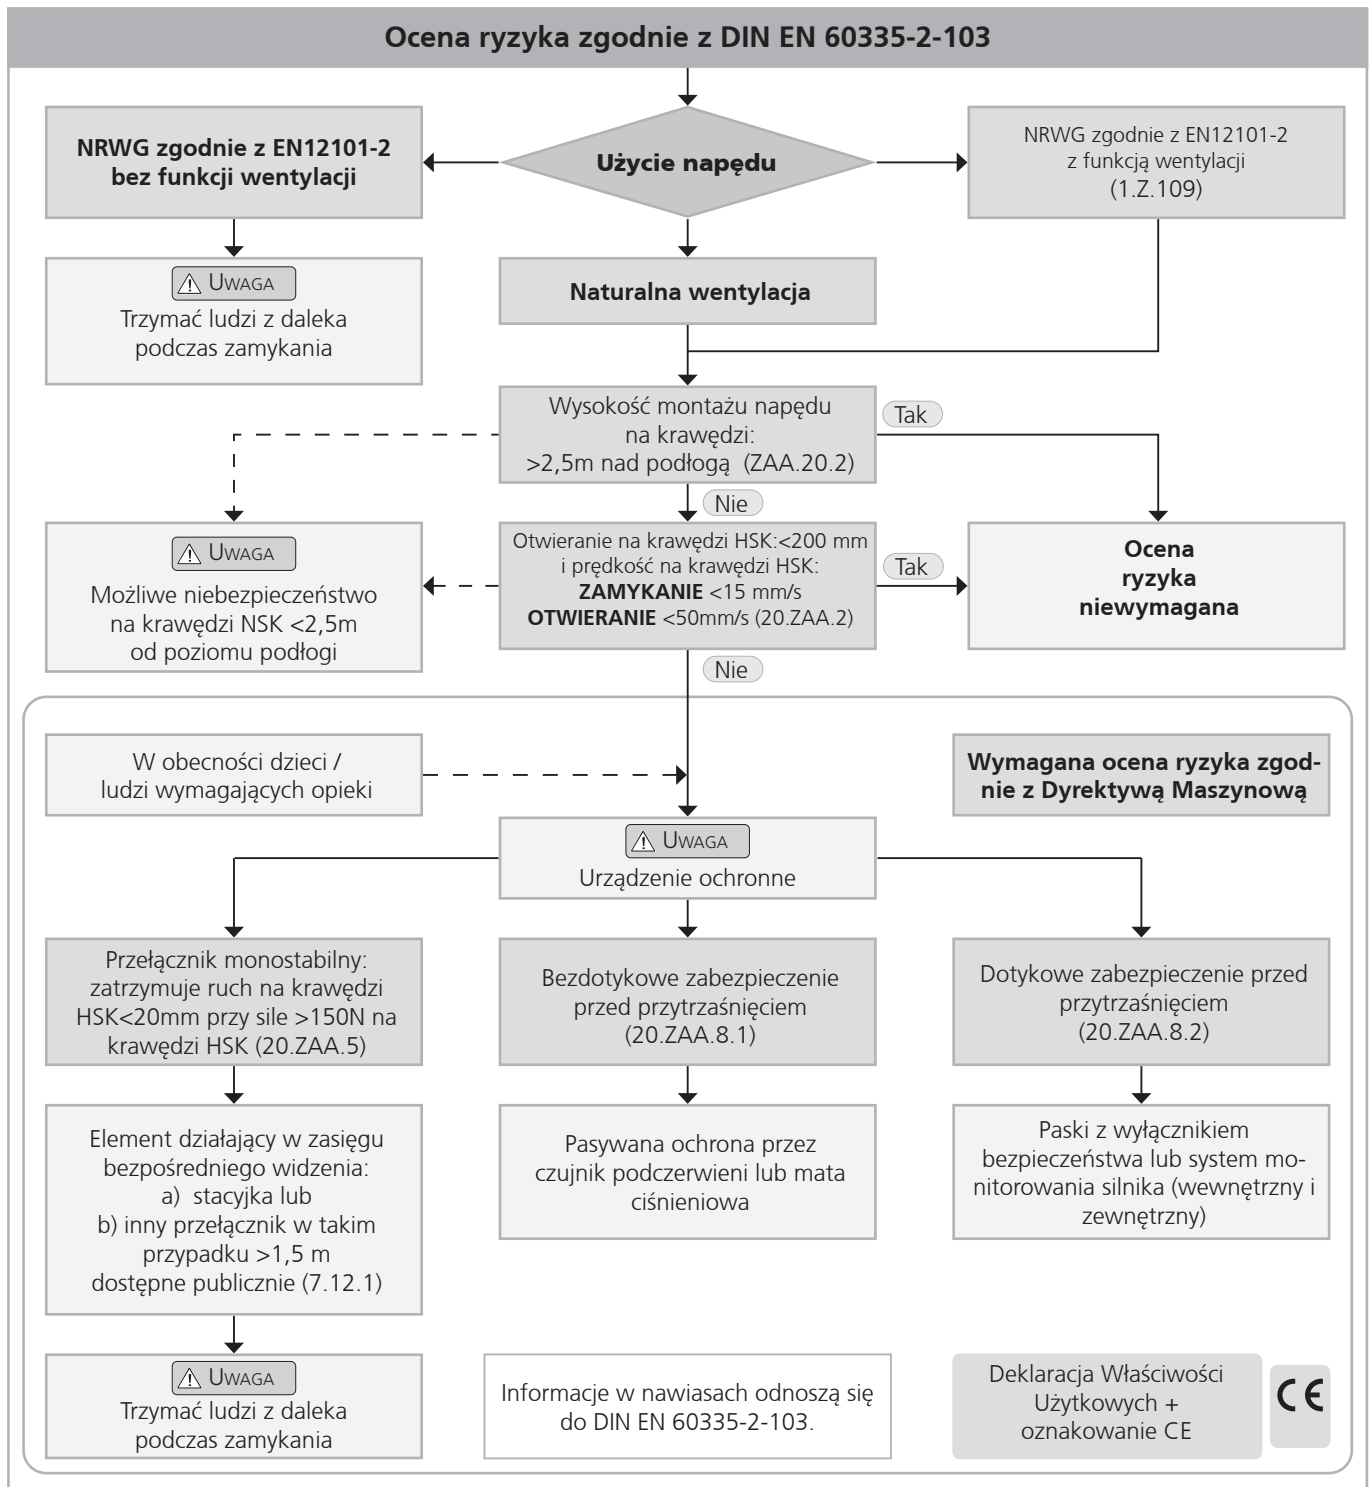 Ocena ryzyka zgodnie z DIN EN 60335-2-103
NRWG zgodnie z EN12101-2
bez funkcji wentylacji
Użycie napędu
NRWG zgodnie z EN12101-2
z funkcją wentylacji
(1.Z.109)
UWAGA
Trzymać ludzi z daleka
podczas zamykania
Naturalna wentylacja
Wysokość montażu napędu
na krawędzi:
>2,5m nad podłogą (ZAA.20.2)
Tak
Nie
UWAGA
Możliwe niebezpieczeństwo
na krawędzi NSK <2,5m
od poziomu podłogi
Otwieranie na krawędzi HSK:<200 mm
i prędkość na krawędzi HSK:
ZAMYKANIE <15 mm/s
OTWIERANIE <50mm/s (20.ZAA.2)
Tak
Ocena
ryzyka
niewymagana
Nie
W obecności dzieci /
ludzi wymagających opieki
Wymagana ocena ryzyka zgod-
nie z Dyrektywą Maszynową
UWAGA
Urządzenie ochronne
Przełącznik monostabilny:
zatrzymuje ruch na krawędzi
HSK<20mm przy sile >150N na
krawędzi HSK (20.ZAA.5)
Bezdotykowe zabezpieczenie
przed przytrzaśnięciem
(20.ZAA.8.1)
Dotykowe zabezpieczenie przed
przytrzaśnięciem
(20.ZAA.8.2)
Element działający w zasięgu
bezpośredniego widzenia:
a) stacyjka lub
b) inny przełącznik w takim
przypadku >1,5 m
dostępne publicznie (7.12.1)
Pasywana ochrona przez
czujnik podczerwieni lub mata
ciśnieniowa
Paski z wyłącznikiem
bezpieczeństwa lub system mo-
nitorowania silnika (wewnętrzny i
zewnętrzny)
UWAGA
Trzymać ludzi z daleka
podczas zamykania
Informacje w nawiasach odnoszą się
do DIN EN 60335-2-103.
Deklaracja Właściwości
Użytkowych +
oznakowanie CE
CE